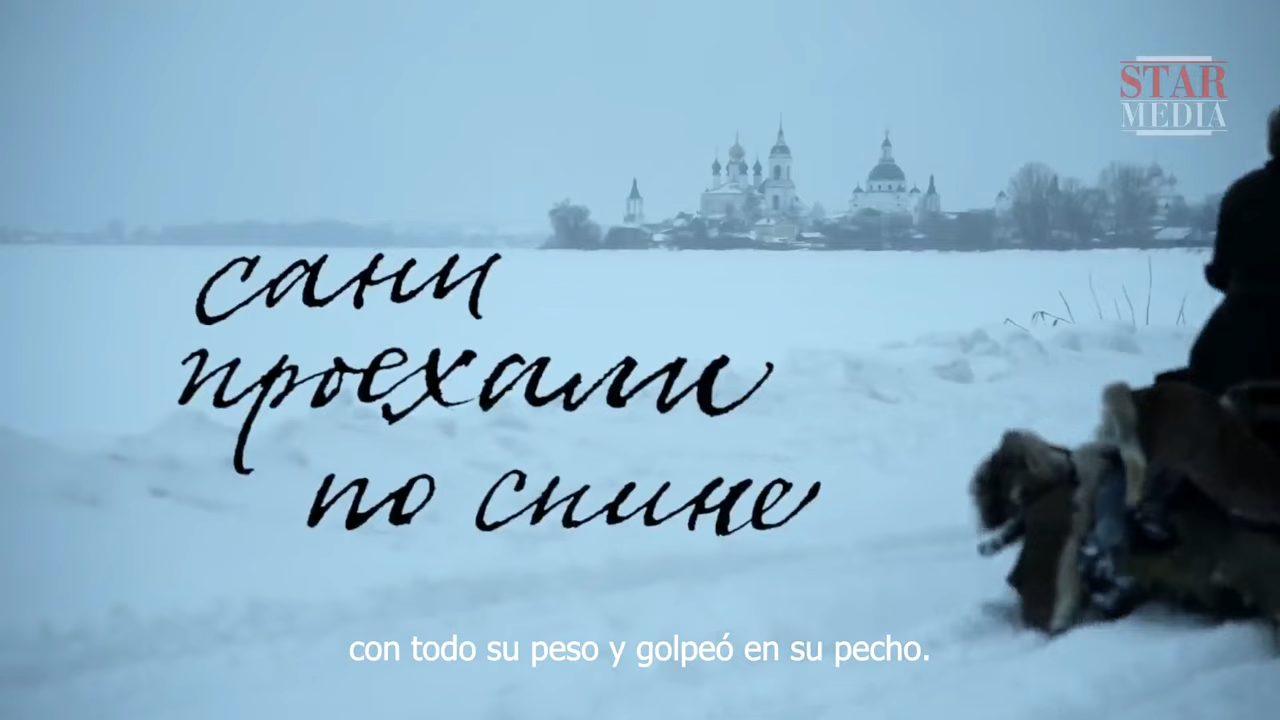 STAR
MEDIA
сани
проехали
по спине
con todo su peso y golpeó en su pecho.